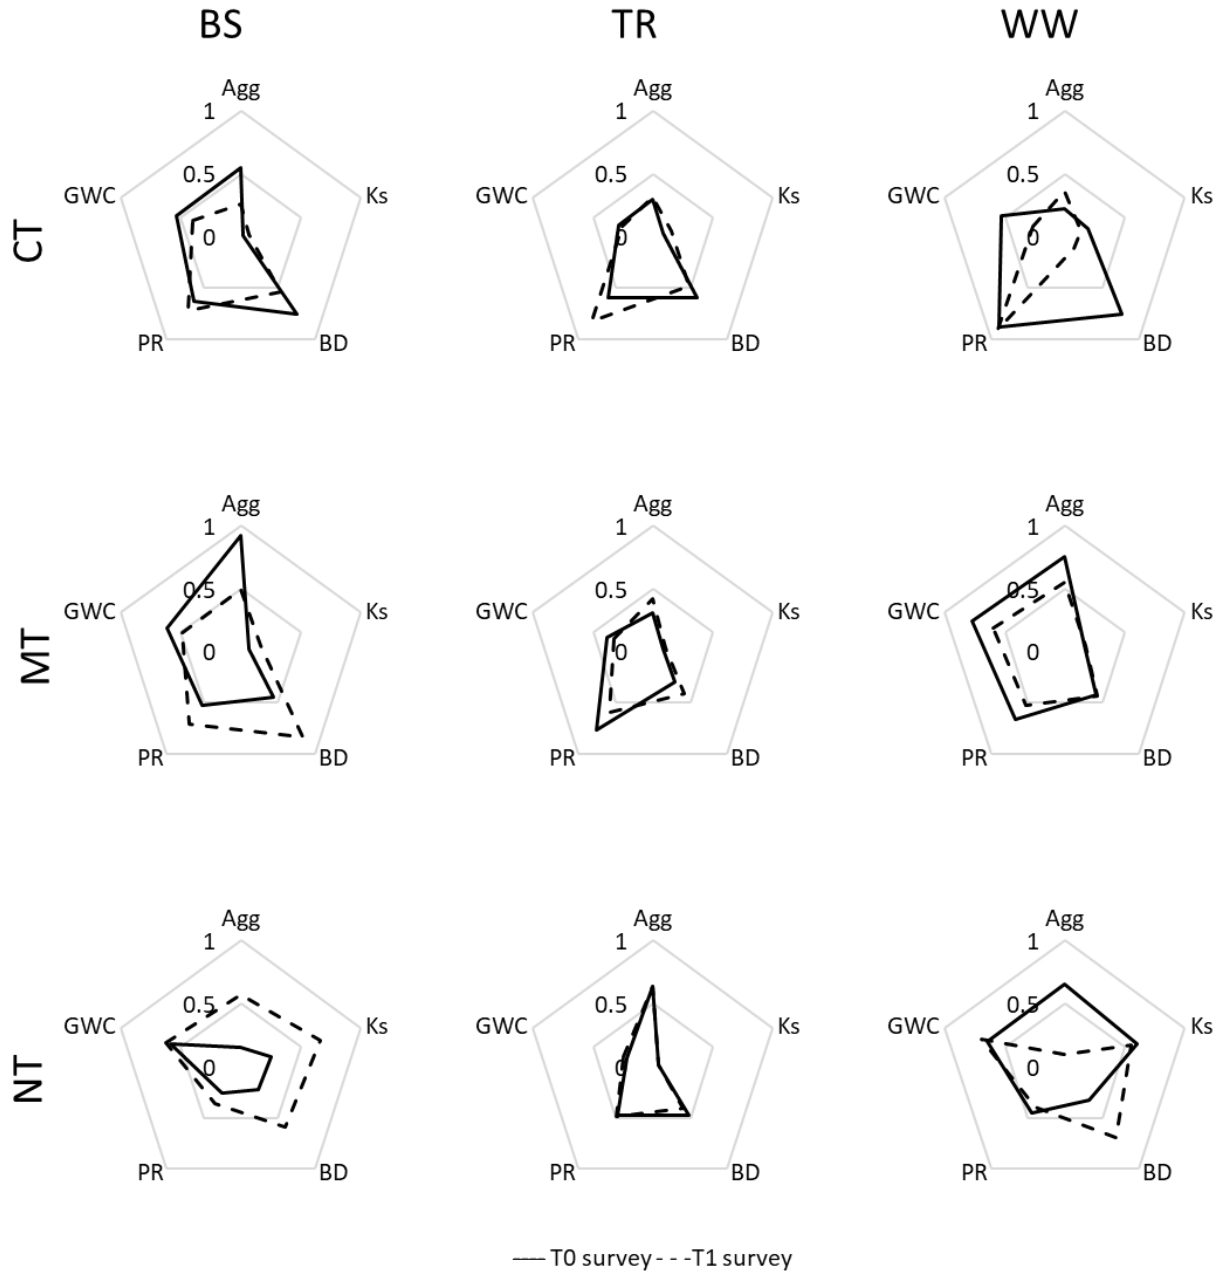 BS TR WW
Agg Agg Agg
1 1 1
0.5 0.5 0.5
GWC Ks GWC Ks GWC Ks
CT
0 0 0
PR BD PR BD PR BD
Agg Agg Agg
1 1 1
0.5 0.5 0.5
GWC Ks GWC Ks GWC Ks
MT
0 0 0
PR BD PR BD PR BD
Agg Agg Agg
1 1 1
0.5 0.5 0.5
GWC Ks GWC Ks GWC Ks
NT
0 0 0
PR BD PR BD PR BD
T0 survey T1 survey